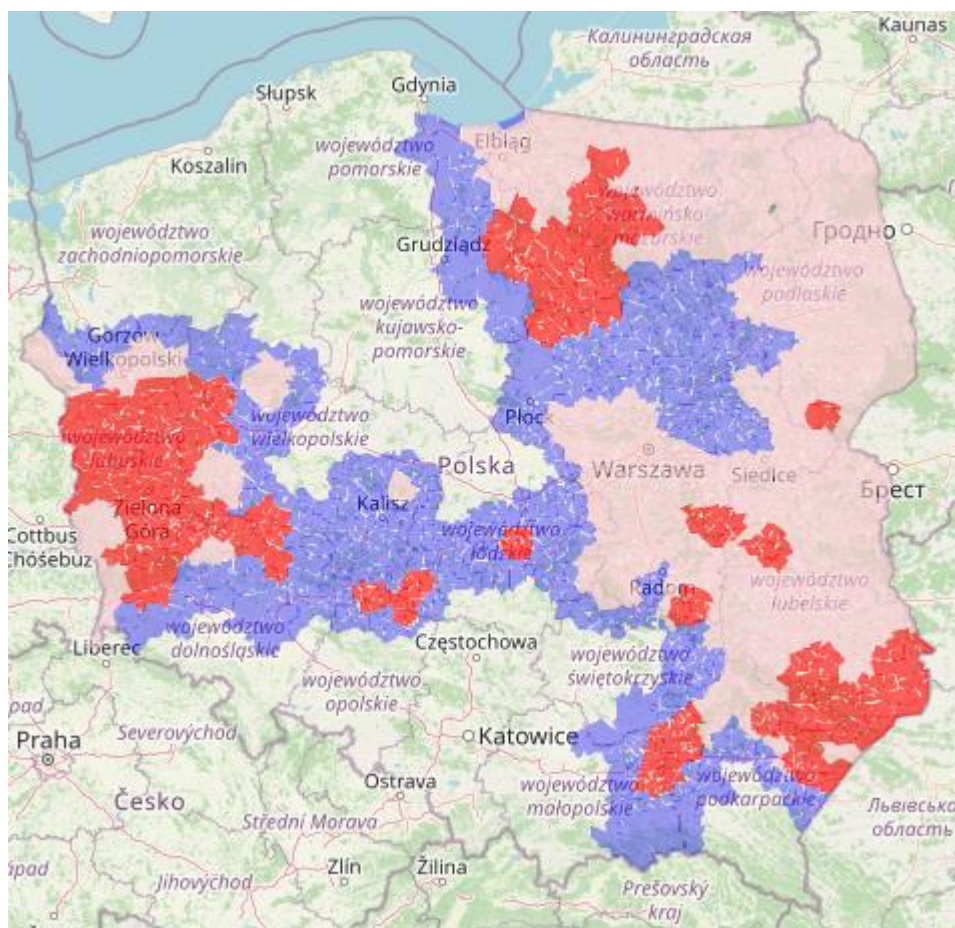 Kaunas
Калининградская
область
Gdynia
Słupsk
Elbląg
województwo
pomorskie
Koszalin
województwo
warmińsko-
mazurskie
województwo
zachodniopomorskie
Гродно
Grudziądz
województwo
podlaskie
województwo
kujawsko-
pomorskie
Gorzów
Wielkopolski
Płock
województwo
wielkopolskie
województwo
lubuskie
Polska
Warszawa
Siedlce
Брест
Kalisz
Zielona
Góra
Cottbus
Chóśebuz
województwo
łódzkie
Radom
województwo
lubelskie
województwo
dolnośląskie
Liberec
Częstochowa
województwo
świętokrzyskie
województwo
opolskie
pad
Severovýchod
Praha
Katowice
Ostrava
województwo
małopolskie
województwo
podkarpackie
Česko
Střední Morava
Львівська
область
Zlín
Žilina
ápad
Jihovýchod
Prešovský
kraj